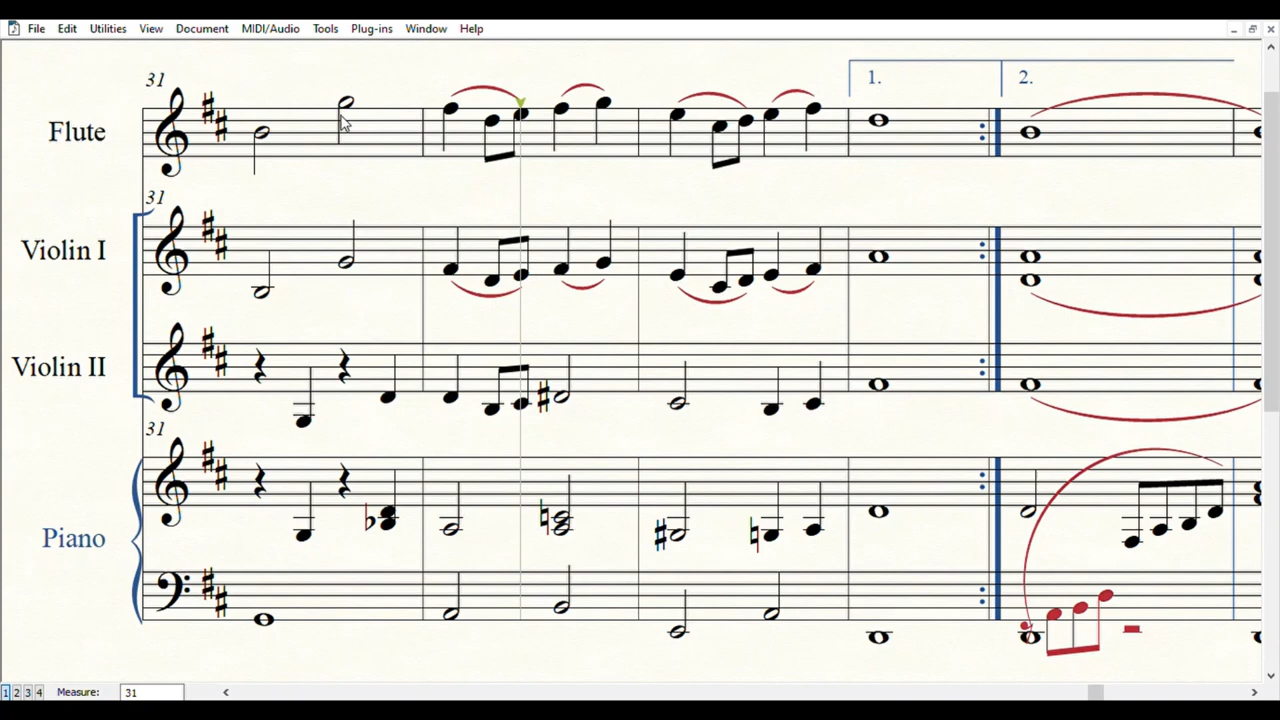 File Edit Utilities View Document MIDI/Audio Tools Plug-ins Window Help
31
1. 2.
Flute
31
Violin I
Violin II
31
Piano
1 2 3 4 Measure: 31